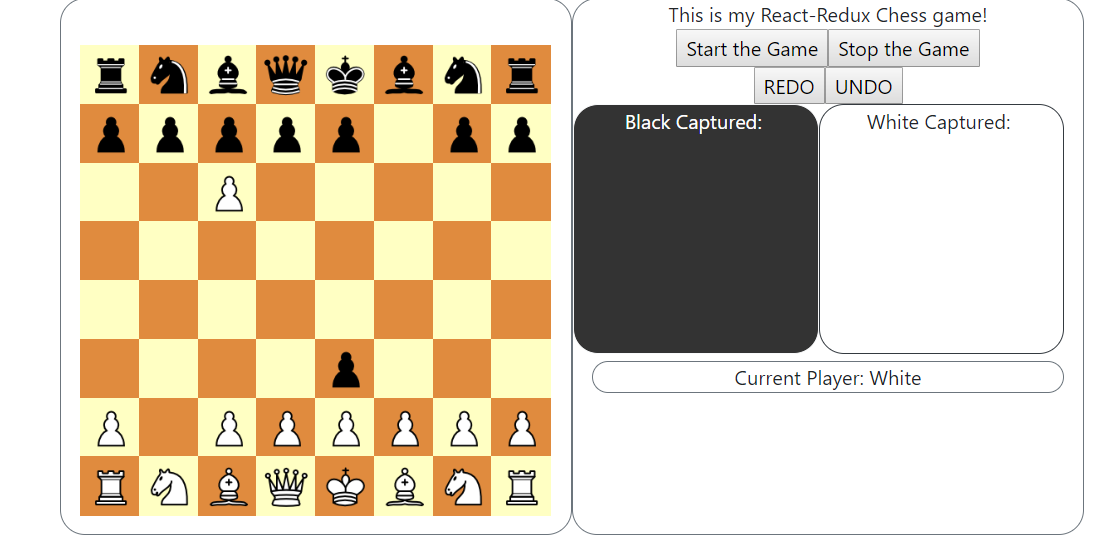 This is my React-Redux Chess game!
Start the Game Stop the Game
REDO UNDO
Black Captured: White Captured:
Current Player: White